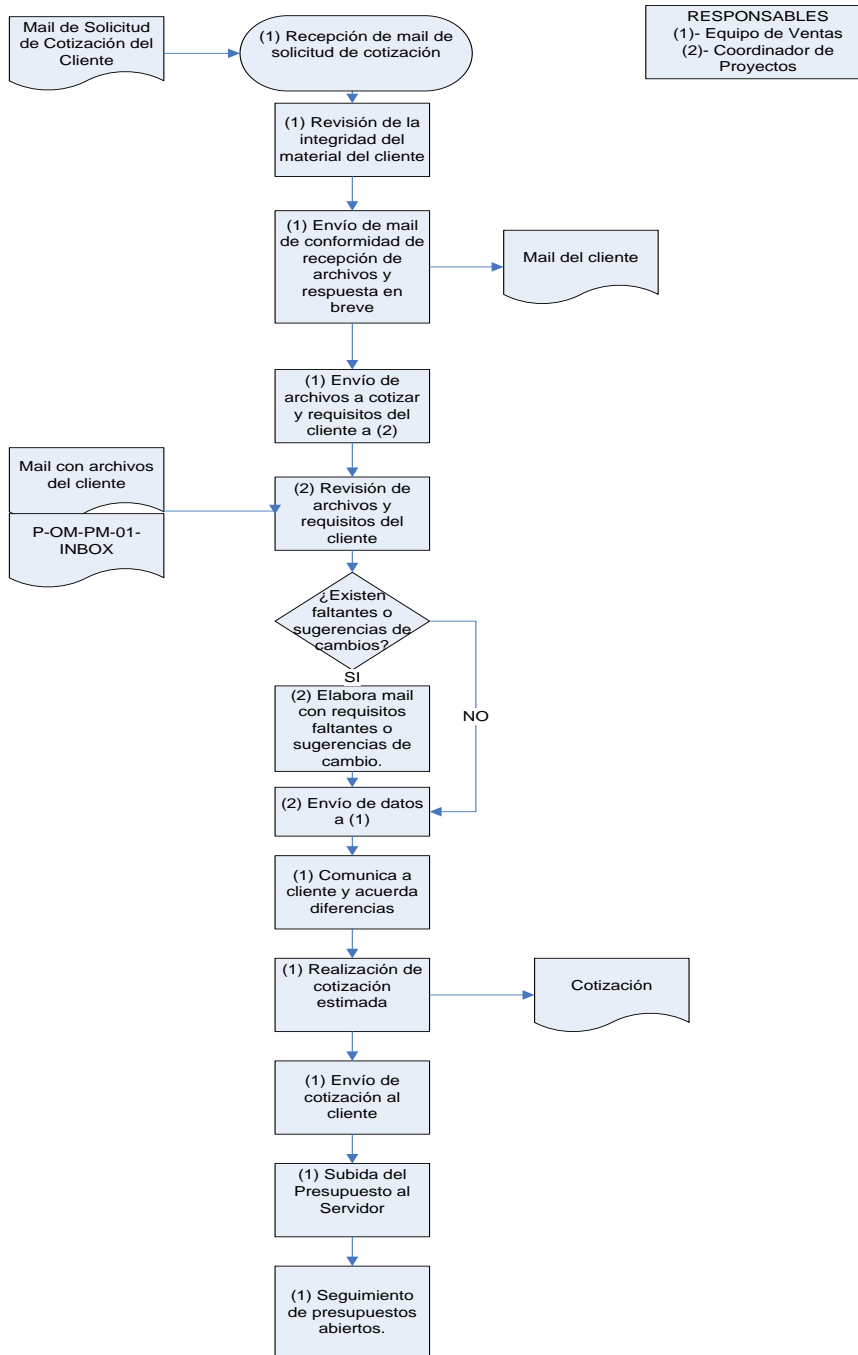 Mail de Solicitud
de Cotización del
Cliente
(1) Recepción de mail de
solicitud de cotización
RESPONSABLES
(1)- Equipo de Ventas
(2)- Coordinador de
Proyectos
(1) Revisión de la
integridad del
material del cliente
(1) Envío de mail
de conformidad de
recepción de
archivos y
respuesta en
breve
Mail del cliente
(1) Envío de
archivos a cotizar
y requisitos del
cliente a (2)
Mail con archivos
del cliente
P-OM-PM-01-
INBOX
(2) Revisión de
archivos y
requisitos del
cliente
¿Existen
faltantes o
sugerencias de
cambios?
SI
NO
(2) Elabora mail
con requisitos
faltantes o
sugerencias de
cambio.
(2) Envío de datos
a (1)
(1) Comunica a
cliente y acuerda
diferencias
(1) Realización de
cotización
estimada
Cotización
(1) Envío de
cotización al
cliente
(1) Subida del
Presupuesto al
Servidor
(1) Seguimiento
de presupuestos
abiertos.